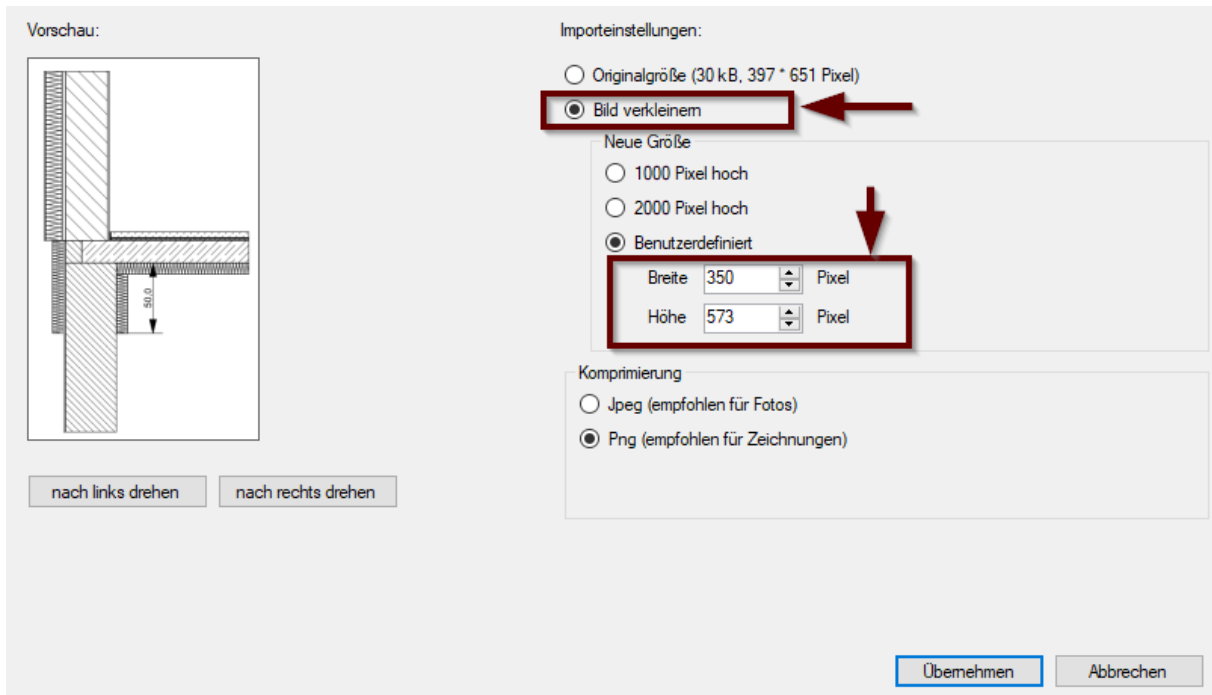 Vorschau:
50,0
nach links drehen
nach rechts drehen
Importeinstellungen:
Originalgröße (30 kB, 397 * 651 Pixel)
Bild verkleinern
Neue Größe
1000 Pixel hoch
2000 Pixel hoch
Benutzerdefiniert
Breite 350 Pixel
Höhe 573 Pixel
Komprimierung
Jpeg (empfohlen für Fotos)
Png (empfohlen für Zeichnungen)
Übernehmen
Abbrechen